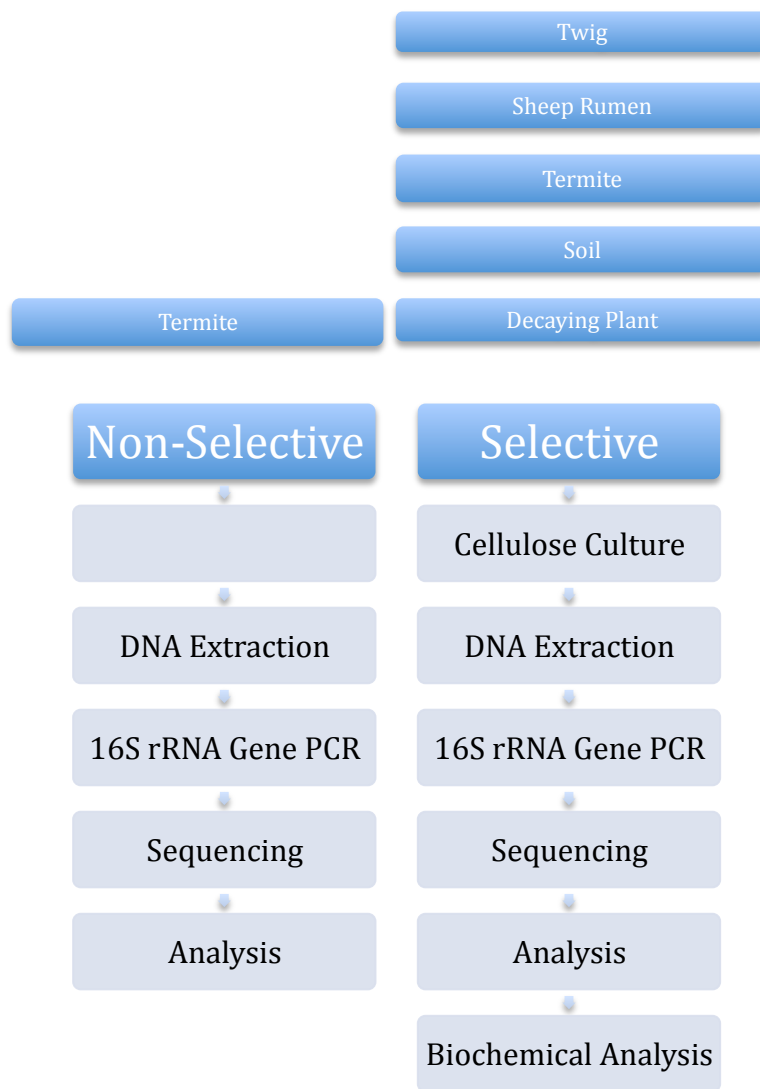 Twig
Sheep Rumen
Termite
Soil
Termite
Decaying Plant
Non-Selective
Selective
Cellulose Culture
DNA Extraction
DNA Extraction
16S rRNA Gene PCR
16S rRNA Gene PCR
Sequencing
Sequencing
Analysis
Analysis
Biochemical Analysis